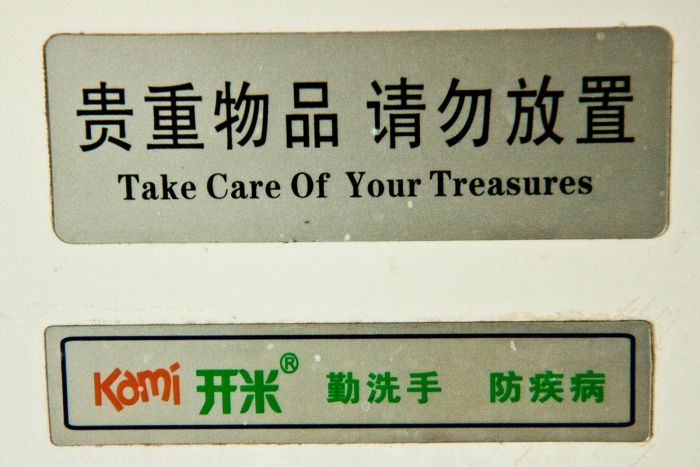 贵重物品 请勿放置
Take Care Of Your Treasures
Kami 开米® 勤洗手 防疾病